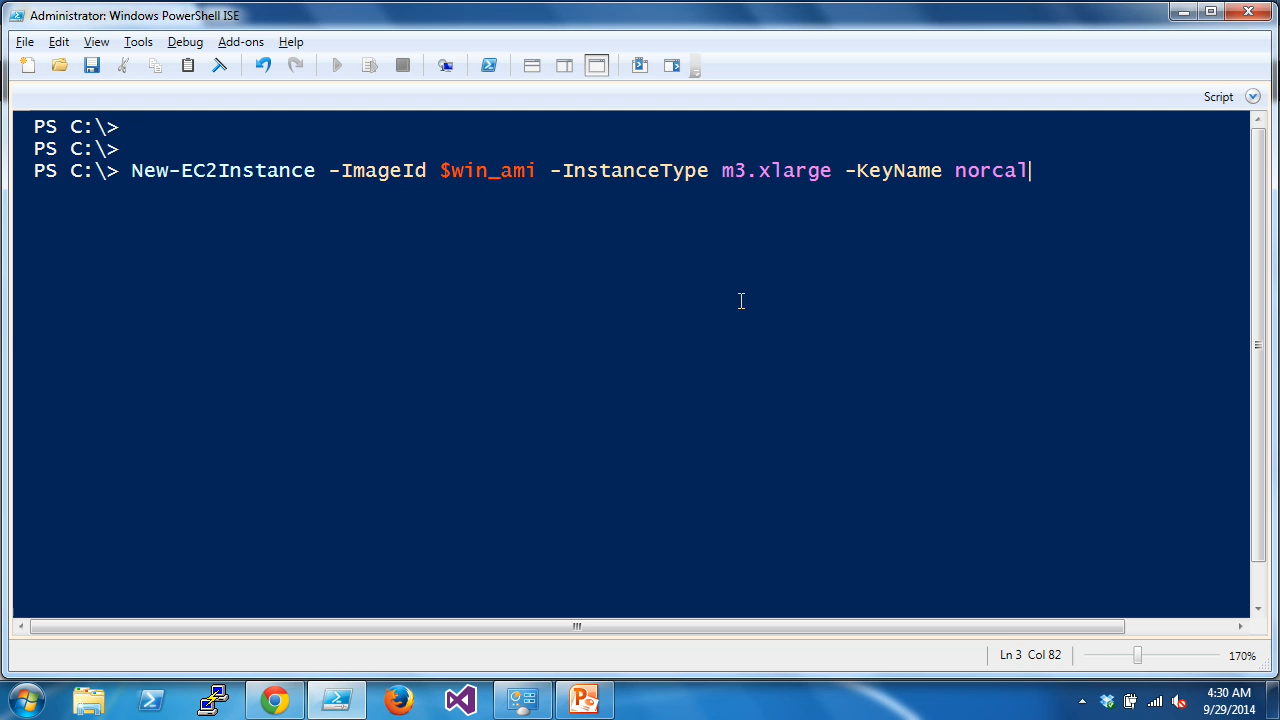 Administrator: Windows PowerShell ISE
File Edit View Tools Debug Add-ons Help
Script
PS C:\>
PS C:\>
PS C:\> New-EC2Instance -ImageId $win_ami -InstanceType m3.xlarge -KeyName norcal
Ln 3 Col 82 170%
4:30 AM
9/29/2014